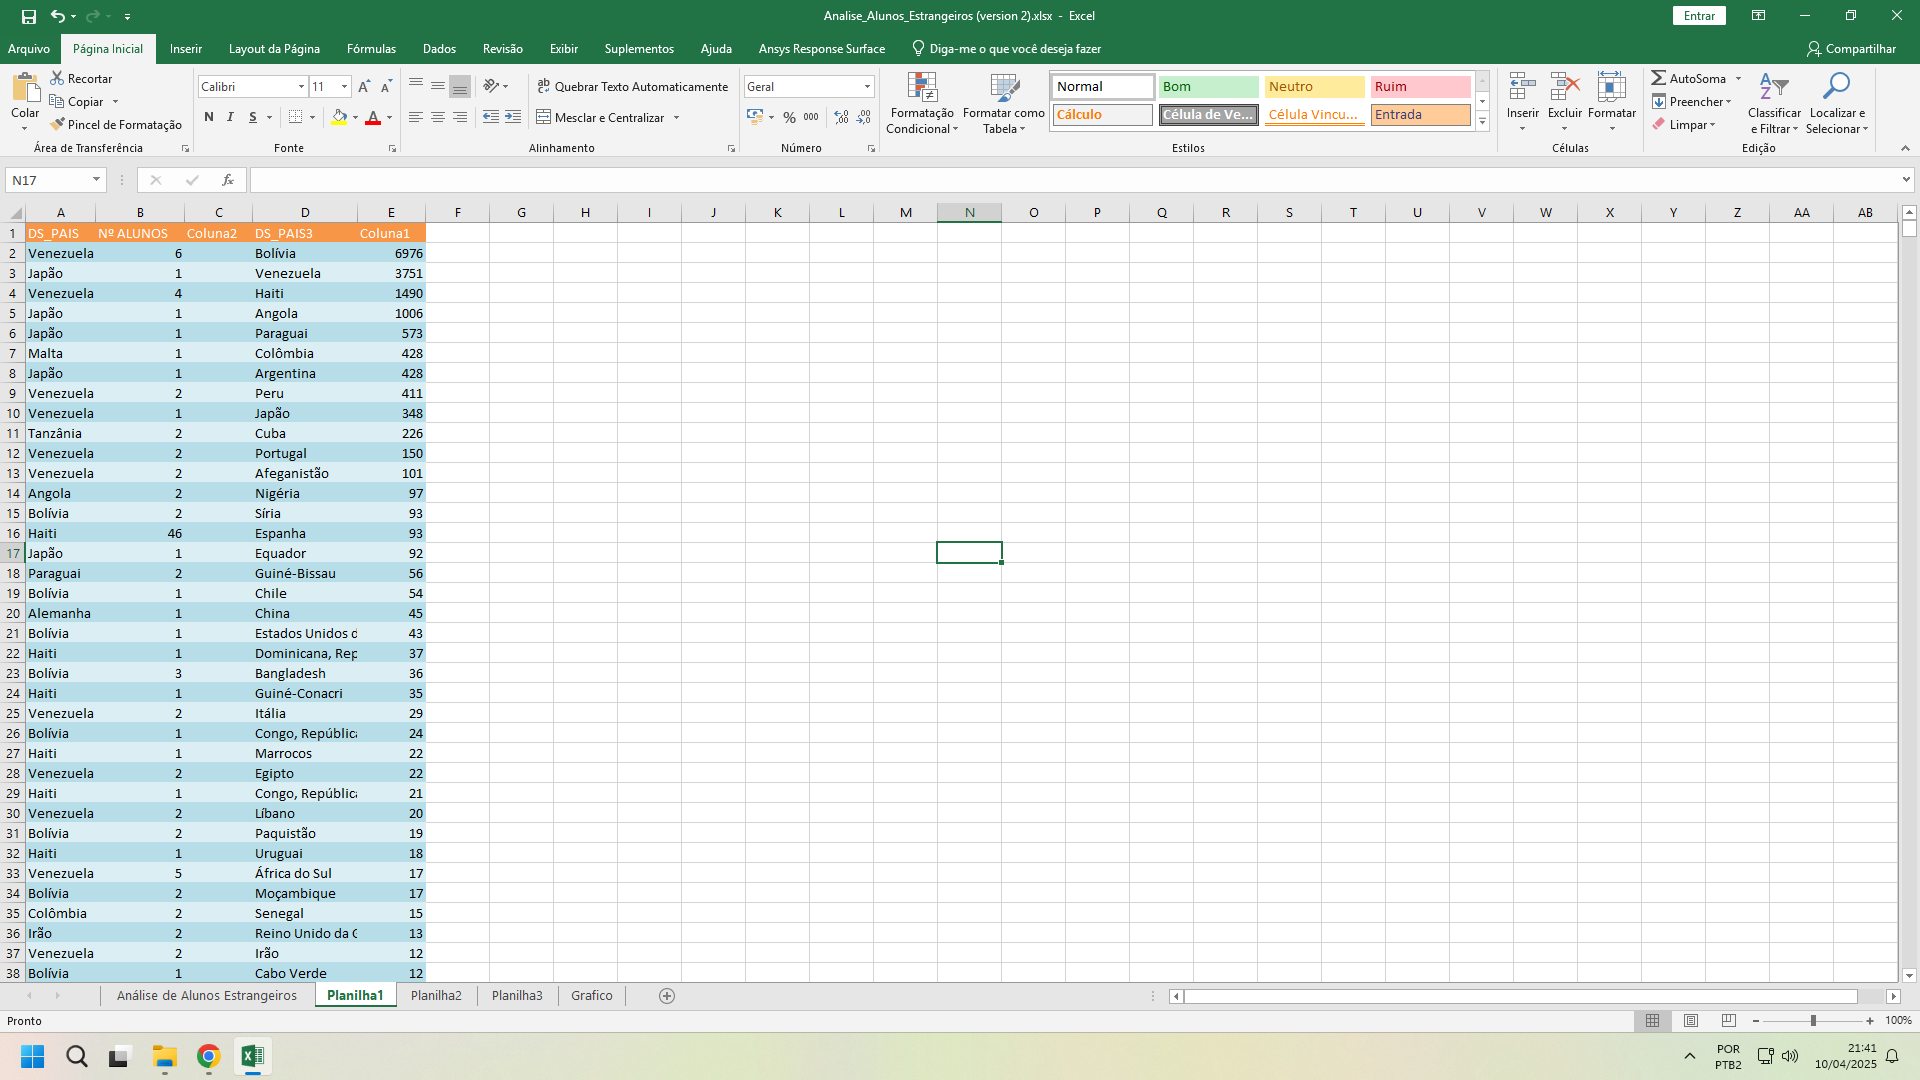 Analise_Alunos_Estrangeiros (version 2).xlsx - Excel
Entrar
Arquivo Página Inicial Inserir Layout da Página Fórmulas Dados Revisão Exibir Suplementos Ajuda Ansys Response Surface Diga-me o que você deseja fazer Compartilhar
Colar
Recortar
Copiar
Pincel de Formatação
Área de Transferência
Calibri 11
N I S
Fonte
Quebrar Texto Automaticamente
Mesclar e Centralizar
Alinhamento
Geral
% 000
Número
Formatação Condicional
Formatar como Tabela
Normal Bom Neutro Ruim
Cálculo Célula de Ve... Célula Vincu... Entrada
Estilos
Inserir Excluir Formatar
Células
AutoSoma
Preencher
Limpar
Classificar e Filtrar
Localizar e Selecionar
Edição
N17 fx
A B C D E F G H I J K L M N O P Q R S T U V W X Y Z AA AB
1 DS_PAIS Nº ALUNOS Coluna2 DS_PAIS3 Coluna1
2 Venezuela 6 Bolívia 6976
3 Japão 1 Venezuela 3751
4 Venezuela 4 Haiti 1490
5 Japão 1 Angola 1006
6 Japão 1 Paraguai 573
7 Malta 1 Colômbia 428
8 Japão 1 Argentina 428
9 Venezuela 2 Peru 411
10 Venezuela 1 Japão 348
11 Tanzânia 2 Cuba 226
12 Venezuela 2 Portugal 150
13 Venezuela 2 Afeganistão 101
14 Angola 2 Nigéria 97
15 Bolívia 2 Síria 93
16 Haiti 46 Espanha 93
17 Japão 1 Equador 92
18 Paraguai 2 Guiné-Bissau 56
19 Bolívia 1 Chile 54
20 Alemanha 1 China 45
21 Bolívia 1 Estados Unidos d 43
22 Haiti 1 Dominicana, Rep 37
23 Bolívia 3 Bangladesh 36
24 Haiti 1 Guiné-Conacri 35
25 Venezuela 2 Itália 29
26 Bolívia 1 Congo, República 24
27 Haiti 1 Marrocos 22
28 Venezuela 2 Egipto 22
29 Haiti 1 Congo, República 21
30 Venezuela 2 Líbano 20
31 Bolívia 2 Paquistão 19
32 Haiti 1 Uruguai 18
33 Venezuela 5 África do Sul 17
34 Bolívia 2 Moçambique 17
35 Colômbia 2 Senegal 15
36 Irão 2 Reino Unido da G 13
37 Venezuela 2 Irão 12
38 Bolívia 1 Cabo Verde 12
Análise de Alunos Estrangeiros Planilha1 Planilha2 Planilha3 Grafico
Pronto
100%
POR
PTB2
21:41
10/04/2025